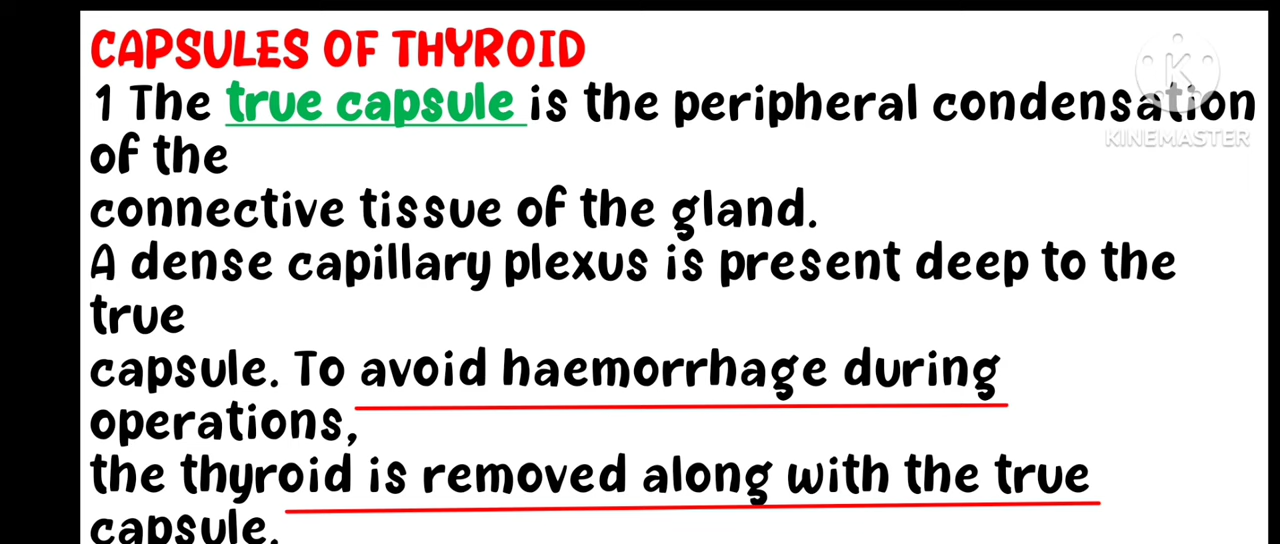 CAPSULES OF THYROID
1 The true capsule is the peripheral condensation
of the
connective tissue of the gland.
A dense capillary plexus is present deep to the
true
capsule. To avoid haemorrhage during
operations,
the thyroid is removed along with the true
capsule.
K
KINEMASTER